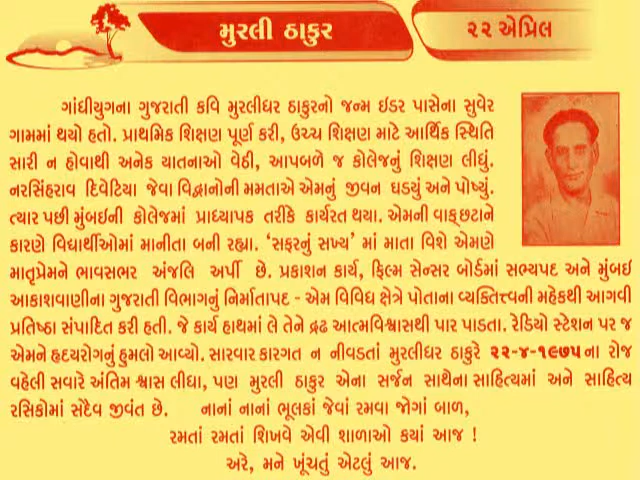 મુરલી ઠાકુર
૨૨ એપ્રિલ
ગાંધીયુગના ગુજરાતી કવિ મુરલીધર ઠાકુરનો જન્મ ઇડર પાસેના સુવેર
ગામમાં થયો હતો. પ્રાથમિક શિક્ષણ પૂર્ણ કરી, ઉચ્ચ શિક્ષણ માટે આર્થિક સ્થિતિ
સારી ન હોવાથી અનેક યાતનાઓ વેઠી, આપબળે જ કોલેજનું શિક્ષણ લીધું.
નરસિંહરાવ દિવેટિયા જેવા વિદ્વાનોની મમતાએ એમનું જીવન ઘડ્યું અને પોષ્યું.
ત્યાર પછી મુંબઇની કોલેજમાં પ્રાધ્યાપક તરીકે કાર્યરત થયા. એમની વાક્છટાને
કારણે વિદ્યાર્થીઓમાં માનીતા બની રહ્યા. ‘સફરનું સખ્ય’ માં માતા વિશે એમણે
માતૃપ્રેમને ભાવસભર અંજલિ અર્પી છે. પ્રકાશન કાર્ય, ફિલ્મ સેન્સર બોર્ડમાં સભ્યપદ અને મુંબઇ
આકાશવાણીના ગુજરાતી વિભાગનું નિર્માતાપદ - એમ વિવિધ ક્ષેત્રે પોતાના વ્યક્તિત્ત્વની મહેકથી આગવી
પ્રતિષ્ઠા સંપાદિત કરી હતી. જે કાર્ય હાથમાં લે તેને દ્રઢ આત્મવિશ્વાસથી પાર પાડતા. રેડિયો સ્ટેશન પર જ
એમને હૃદયરોગનું હુમલો આવ્યો. સારવાર કારગત ન નીવડતાં મુરલીધર ઠાકુરે ૨૨-૪-૧૯૭૫ ના રોજ
વહેલી સવારે અંતિમ શ્વાસ લીધા, પણ મુરલી ઠાકુર એના સર્જન સાથેના સાહિત્યમાં અને સાહિત્ય
રસિકોમાં સદૈવ જીવંત છે. નાનાં નાનાં ભૂલકાં જેવાં રમવા જોગાં બાળ,
રમતાં રમતાં શિખવે એવી શાળાઓ ક્યાં આજ !
અરે, મને ખૂંચતું એટલું આજ.